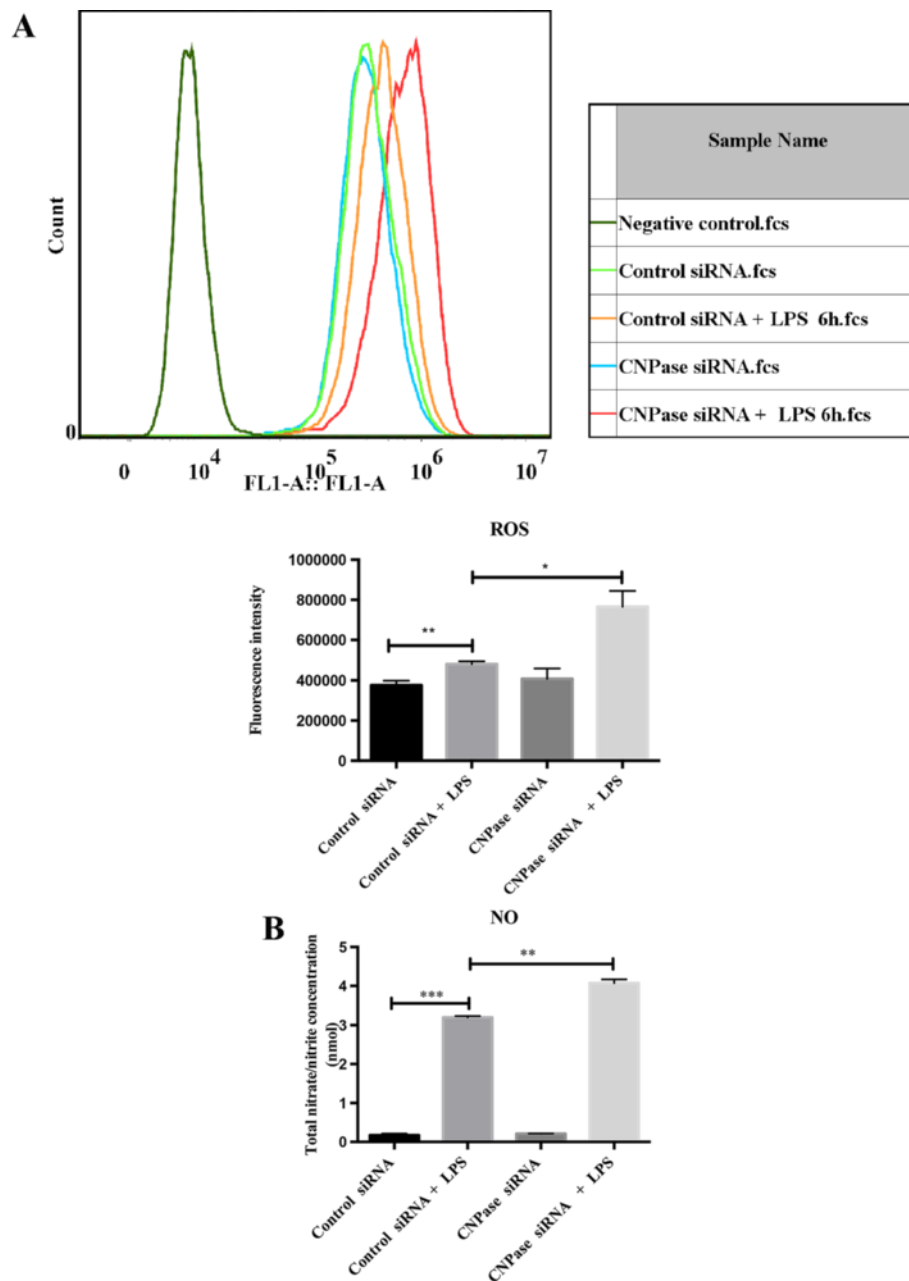 A
Count
0
0 10^4 10^5 10^6 10^7
FL1-A:: FL1-A
Sample Name
Negative control.fcs
Control siRNA.fcs
Control siRNA + LPS 6h.fcs
CNPase siRNA.fcs
CNPase siRNA + LPS 6h.fcs
ROS
Fluorescence intensity
1000000
800000
600000
400000
200000
0
**
*
Control siRNA
Control siRNA + LPS
CNPase siRNA
CNPase siRNA + LPS
B
NO
Total nitrate/nitrite concentration
(nmol)
5
4
3
2
1
0
***
**
Control siRNA
Control siRNA + LPS
CNPase siRNA
CNPase siRNA + LPS